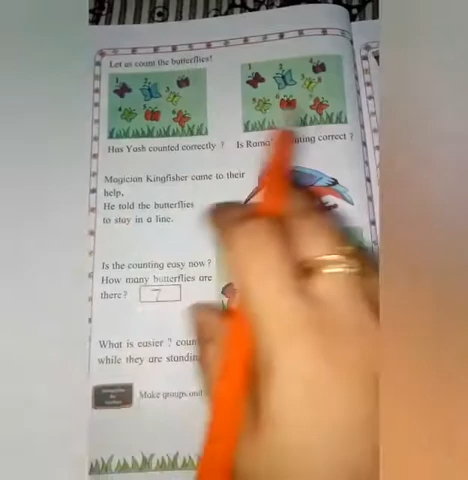 Let us count the butterflies!
Has Yash counted correctly ? Is Rama' nting correct ?
Magician Kingfisher came to their
help.
He told the butterflies
to stay in a line.
Is the counting easy now ?
How many butterflies are
there? 7
What is easier ? coun
while they are standin
Make groups and